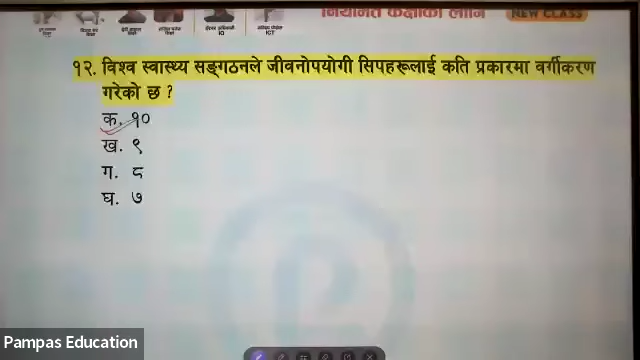 नियमित कक्षाको लागि NEW CLASS
१२. विश्व स्वास्थ्य सङ्गठनले जीवनोपयोगी सिपहरूलाई कति प्रकारमा वर्गीकरण
गरेको छ ?
क. १०
ख. ९
ग. ८
घ. ७
Pampas Education